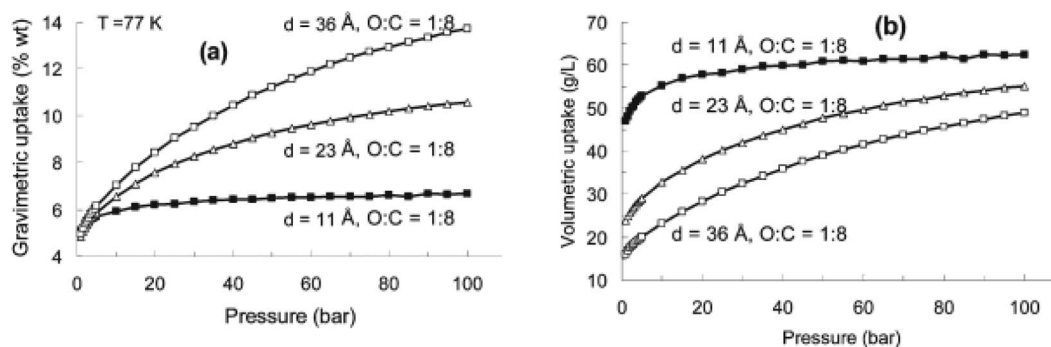 T =77 K
(a)
d = 36 Å, O:C = 1:8
d = 23 Å, O:C = 1:8
d = 11 Å, O:C = 1:8
Gravimetric uptake (% wt)
14
12
10
8
6
4
0 20 40 60 80 100
Pressure (bar)
(b)
d = 11 Å, O:C = 1:8
d = 23 Å, O:C = 1:8
d = 36 Å, O:C = 1:8
Volumetric uptake (g/L)
70
60
50
40
30
20
10
0 20 40 60 80 100
Pressure (bar)